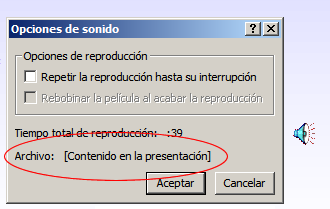 Opciones de sonido
Opciones de reproducción
Repetir la reproducción hasta su interrupción
Rebobinar la película al acabar la reproducción
Tiempo total de reproducción: :39
Archivo: [Contenido en la presentación]
Aceptar Cancelar